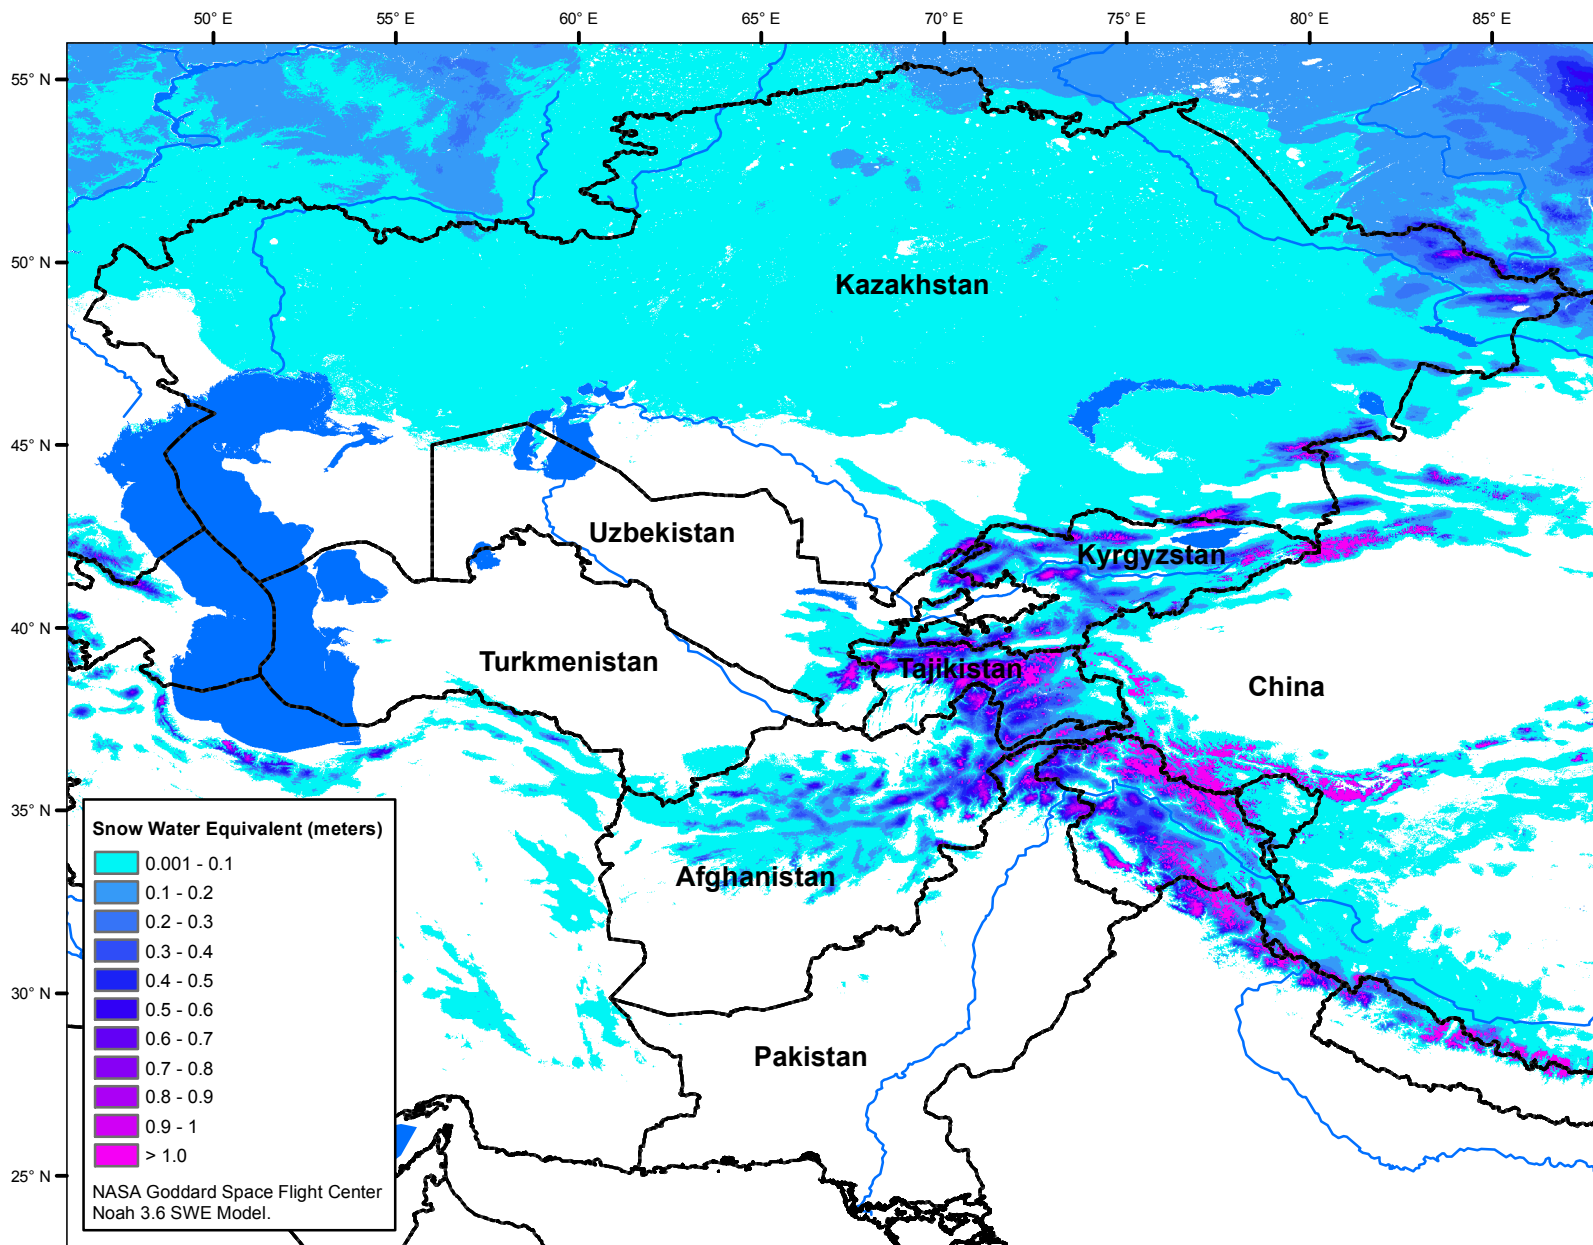 50° E 55° E 60° E 65° E 70° E 75° E 80° E 85° E
55° N
50° N
45° N
40° N
35° N
30° N
25° N
Kazakhstan
Uzbekistan
Kyrgyzstan
Turkmenistan
Tajikistan
China
Afghanistan
Pakistan
Snow Water Equivalent (meters)
0.001 - 0.1
0.1 - 0.2
0.2 - 0.3
0.3 - 0.4
0.4 - 0.5
0.5 - 0.6
0.6 - 0.7
0.7 - 0.8
0.8 - 0.9
0.9 - 1
> 1.0
NASA Goddard Space Flight Center
Noah 3.6 SWE Model.